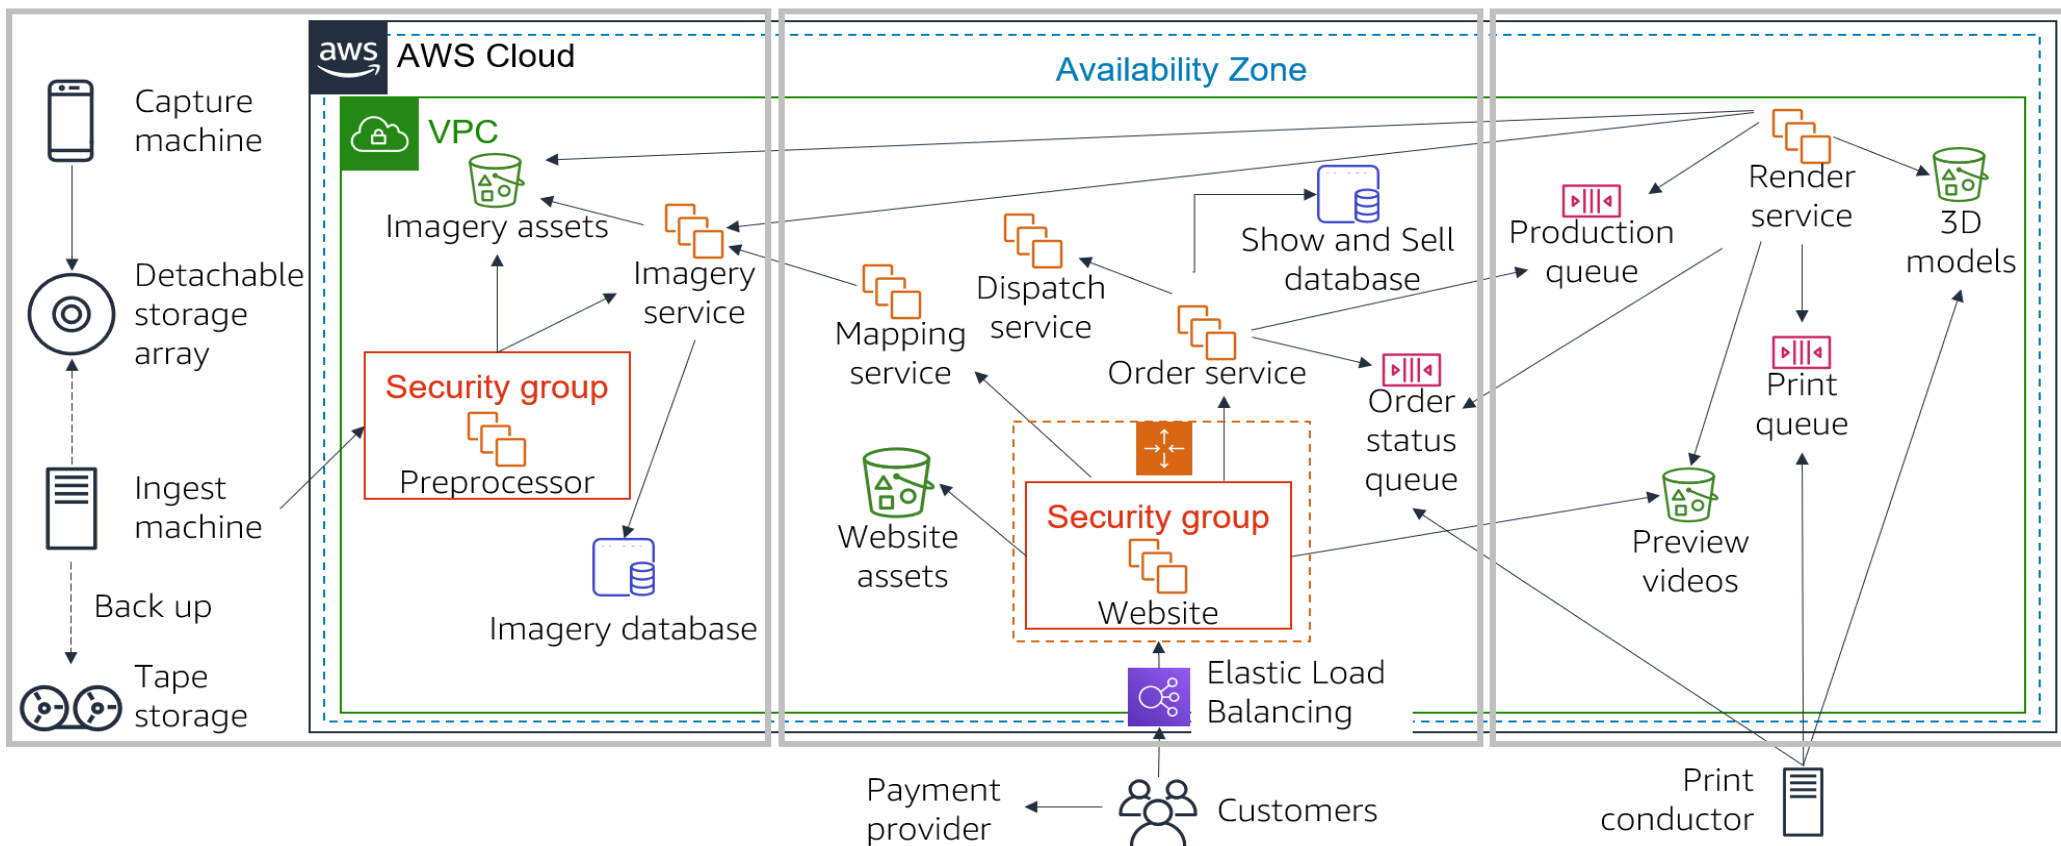 aws
AWS Cloud
Availability Zone
VPC
Capture
machine
Detachable
storage
array
Ingest
machine
Back up
Tape
storage
Imagery assets
Imagery
service
Security group
Preprocessor
Imagery database
Mapping
service
Dispatch
service
Order service
Show and Sell
database
Order
status
queue
Website
assets
Security group
Website
Elastic Load
Balancing
Payment
provider
Customers
Production
queue
Render
service
3D
models
Print
queue
Preview
videos
Print
conductor